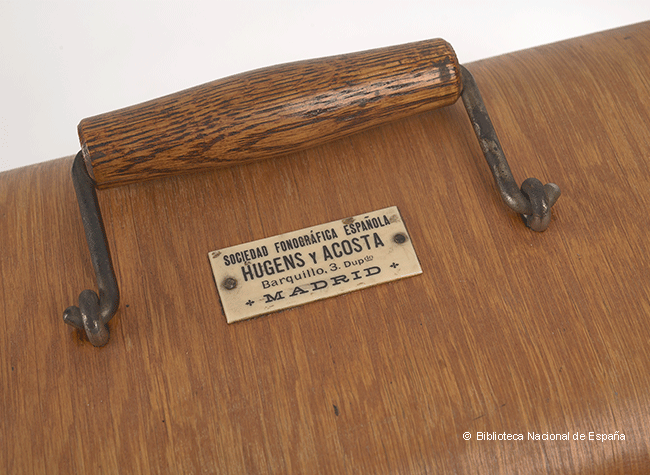 SOCIEDAD FONOGRÁFICA ESPAÑOLA
HUGENS Y ACOSTA
Barquillo, 3. Dupdo
+ MADRID +
© Biblioteca Nacional de España